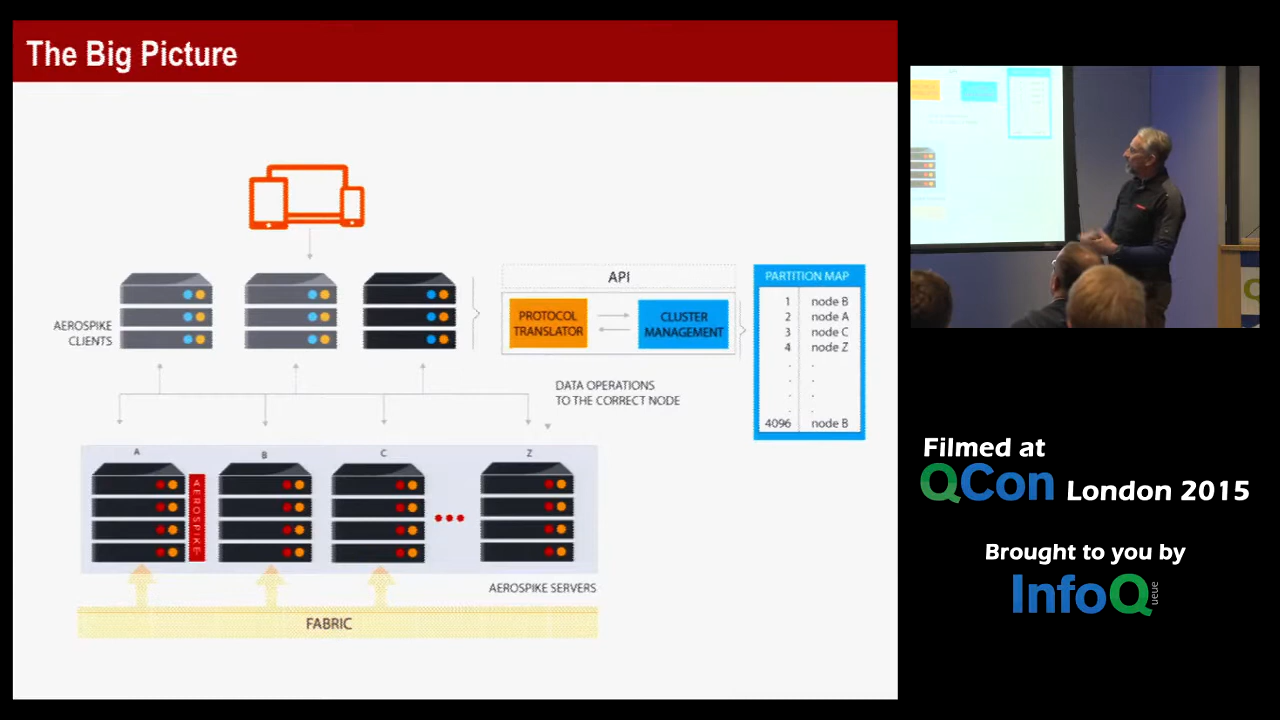 The Big Picture
AEROSPIKE
CLIENTS
API
PROTOCOL
TRANSLATOR
CLUSTER
MANAGEMENT
PARTITION MAP
1 node B
2 node A
3 node C
4 node Z
. .
. .
. .
. .
4096 node B
DATA OPERATIONS
TO THE CORRECT NODE
A
B
C
Z
AEROSPIKE
AEROSPIKE SERVERS
FABRIC
Filmed at
QCon London 2015
Brought to you by
InfoQueue